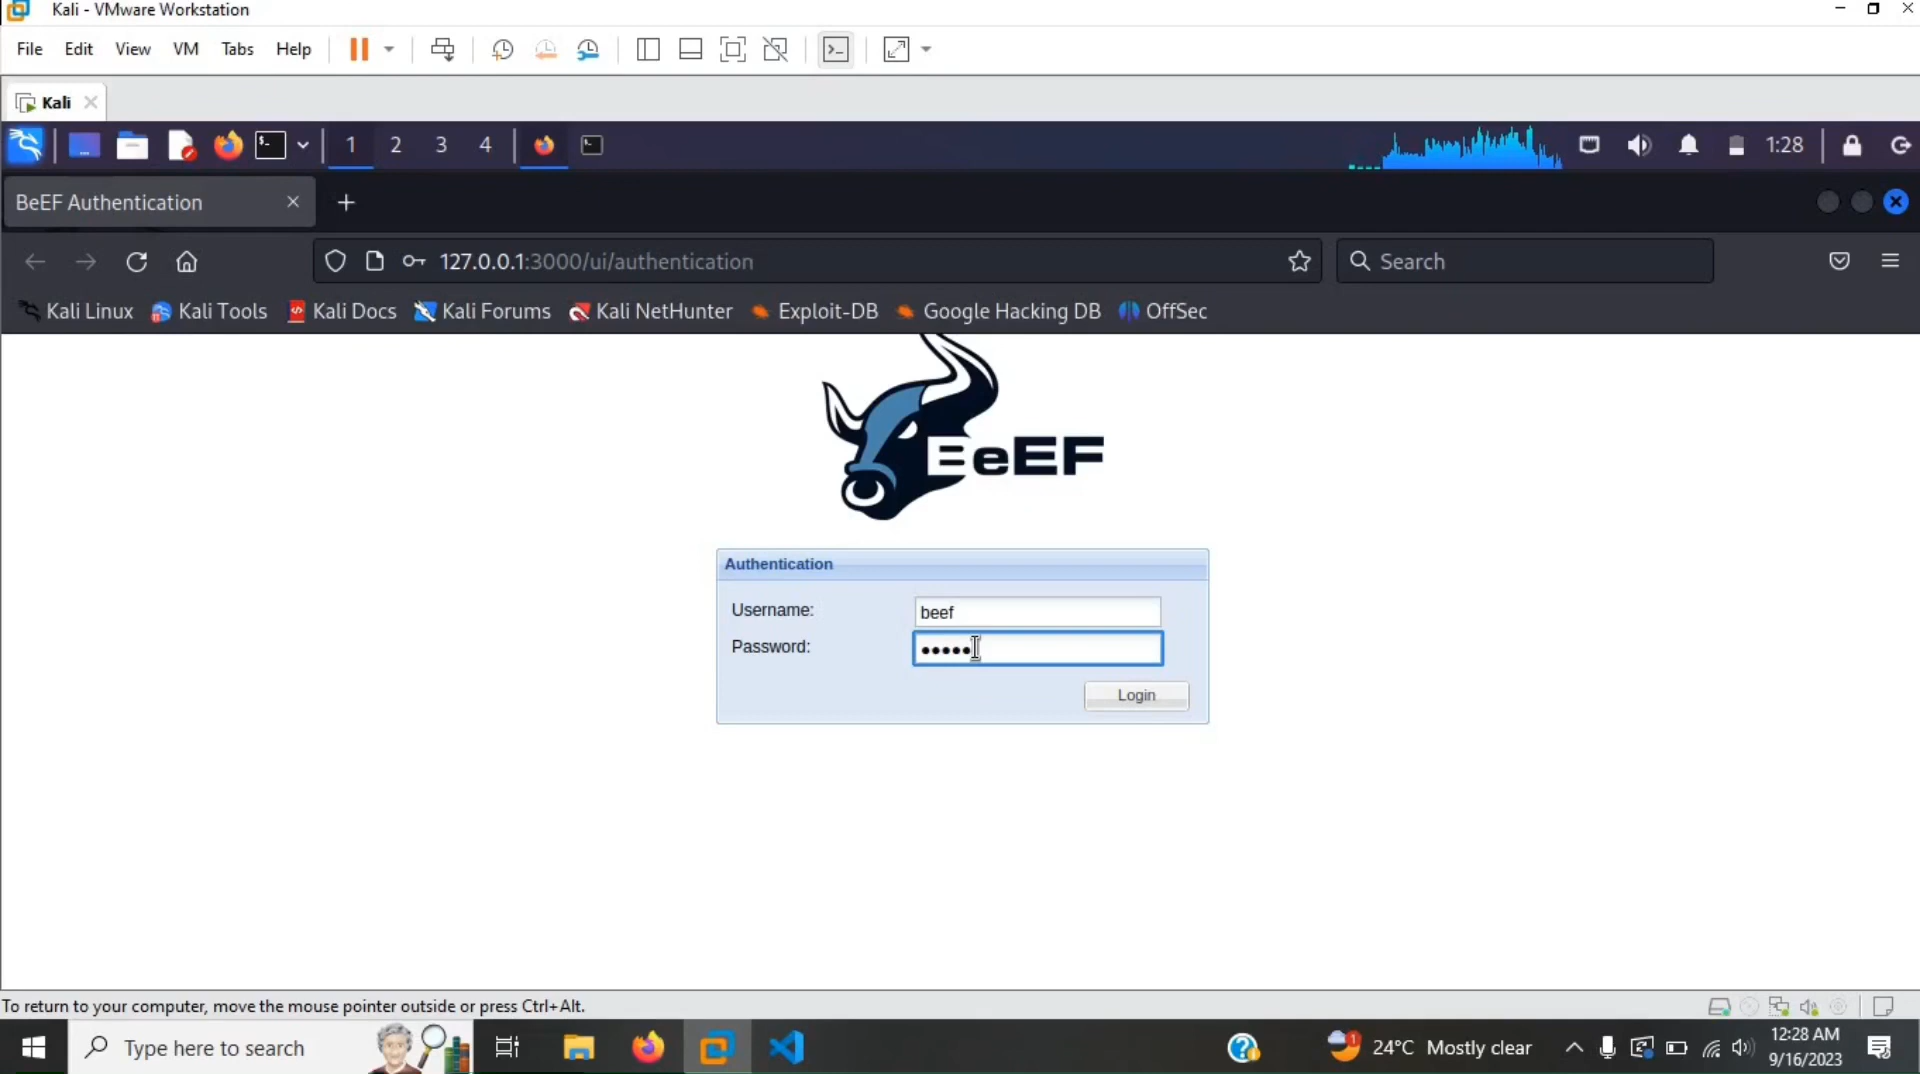 Kali - VMware Workstation
File Edit View VM Tabs Help
Kali
1 2 3 4 1:28
BeEF Authentication
127.0.0.1:3000/ui/authentication Search
Kali Linux Kali Tools Kali Docs Kali Forums Kali NetHunter Exploit-DB Google Hacking DB OffSec
BeEF
Authentication
Username: beef
Password: •••••
Login
To return to your computer, move the mouse pointer outside or press Ctrl+Alt.
Type here to search 24°C Mostly clear 12:28 AM
9/16/2023